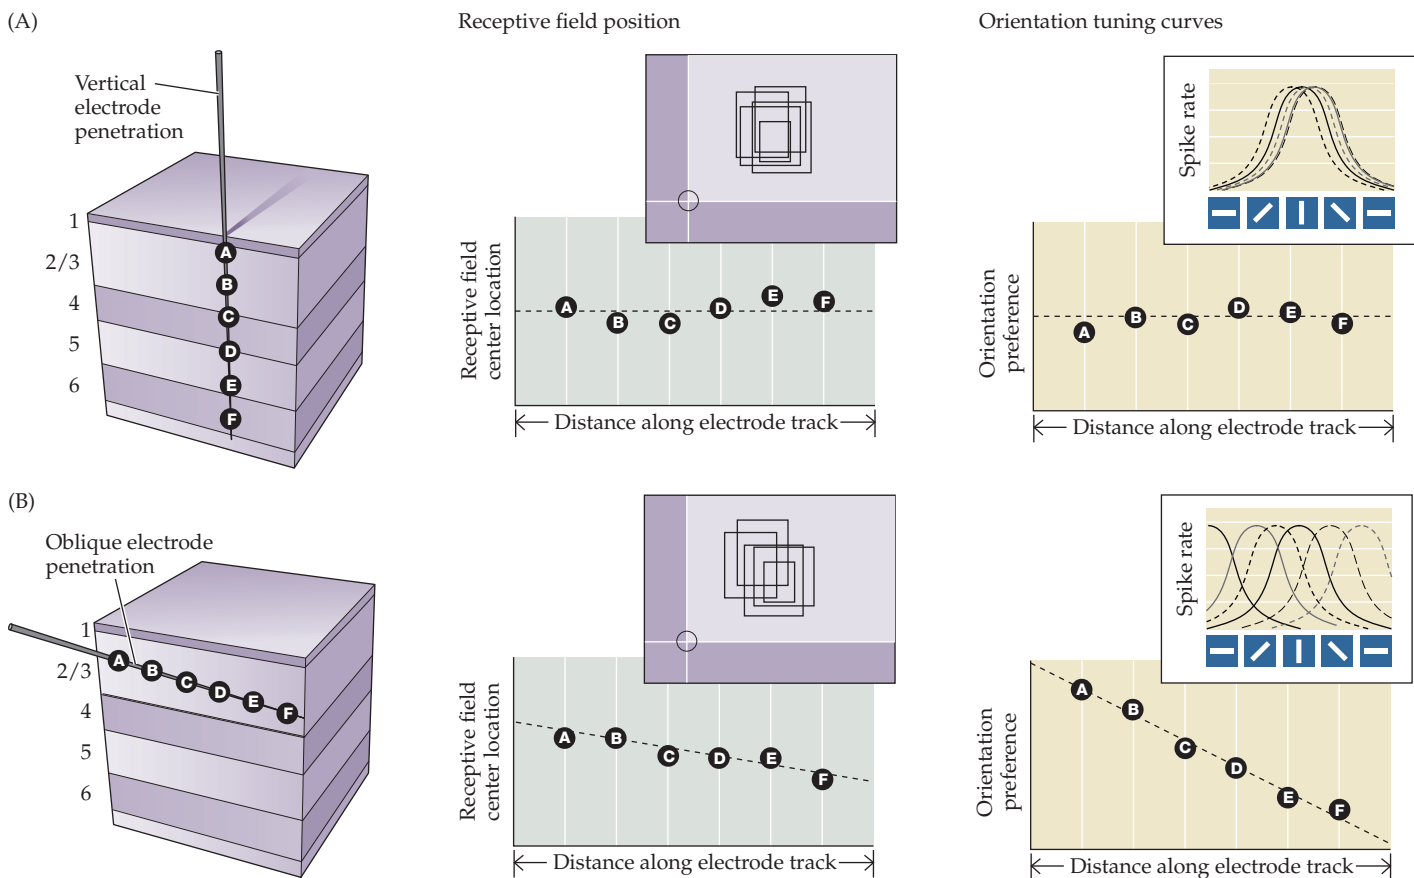 (A)
Receptive field position
Orientation tuning curves
Vertical
electrode
penetration
1
2/3
4
5
6
A
B
C
D
E
F
Receptive field
center location
A
B
C
D
E
F
Distance along electrode track
Spike rate
Orientation
preference
A
B
C
D
E
F
Distance along electrode track
(B)
Oblique electrode
penetration
1
2/3
4
5
6
A
B
C
D
E
F
Receptive field
center location
A
B
C
D
E
F
Distance along electrode track
Spike rate
Orientation
preference
A
B
C
D
E
F
Distance along electrode track